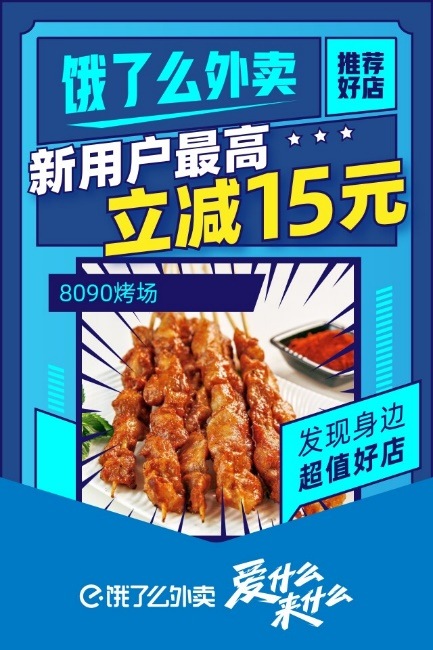 饿了么外卖
推荐
好店
新用户最高
立减15元
8090烤场
发现身边
超值好店
饿了么外卖
爱什么
来什么